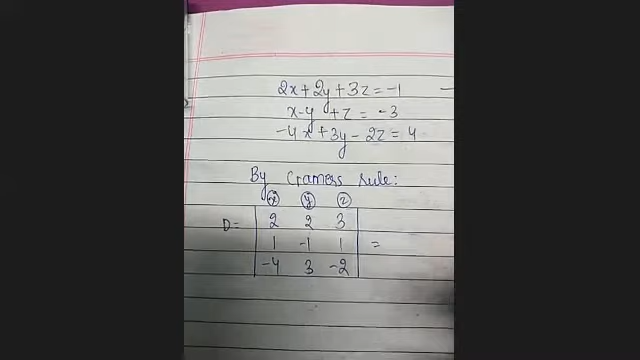 2x+2y+3z=-1
x-y+z=-3
-4x+3y-2z=4
By Cramers rule:
x y z
D= | 2 2 3 |
| 1 -1 1 | =
| -4 3 -2 |